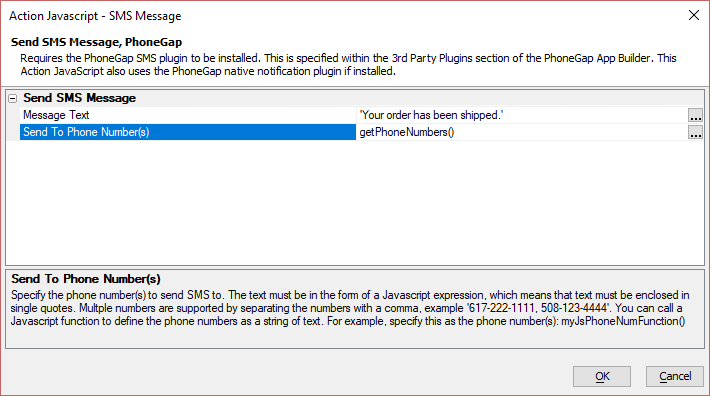 Action Javascript - SMS Message
Send SMS Message, PhoneGap
Requires the PhoneGap SMS plugin to be installed. This is specified within the 3rd Party Plugins section of the PhoneGap App Builder. This
Action JavaScript also uses the PhoneGap native notification plugin if installed.
Send SMS Message
Message Text 'Your order has been shipped.' ...
Send To Phone Number(s) getPhoneNumbers() ...
Send To Phone Number(s)
Specify the phone number(s) to send SMS to. The text must be in the form of a Javascript expression, which means that text must be enclosed in
single quotes. Multple numbers are supported by separating the numbers with a comma, example '617-222-1111, 508-123-4444'. You can call a
Javascript function to define the phone numbers as a string of text. For example, specify this as the phone number(s): myJsPhoneNumFunction()
OK Cancel